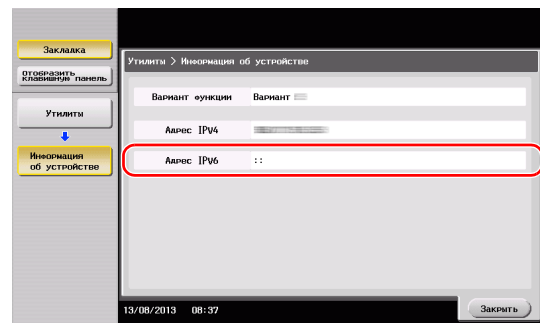 Закладка
отобразить
клавишную панель
Утилиты
Информация
об устройстве
Утилиты > Информация об устройстве
Вариант функции Вариант
Адрес IPv4
Адрес IPv6 ::
13/08/2013 08:37
Закрыть